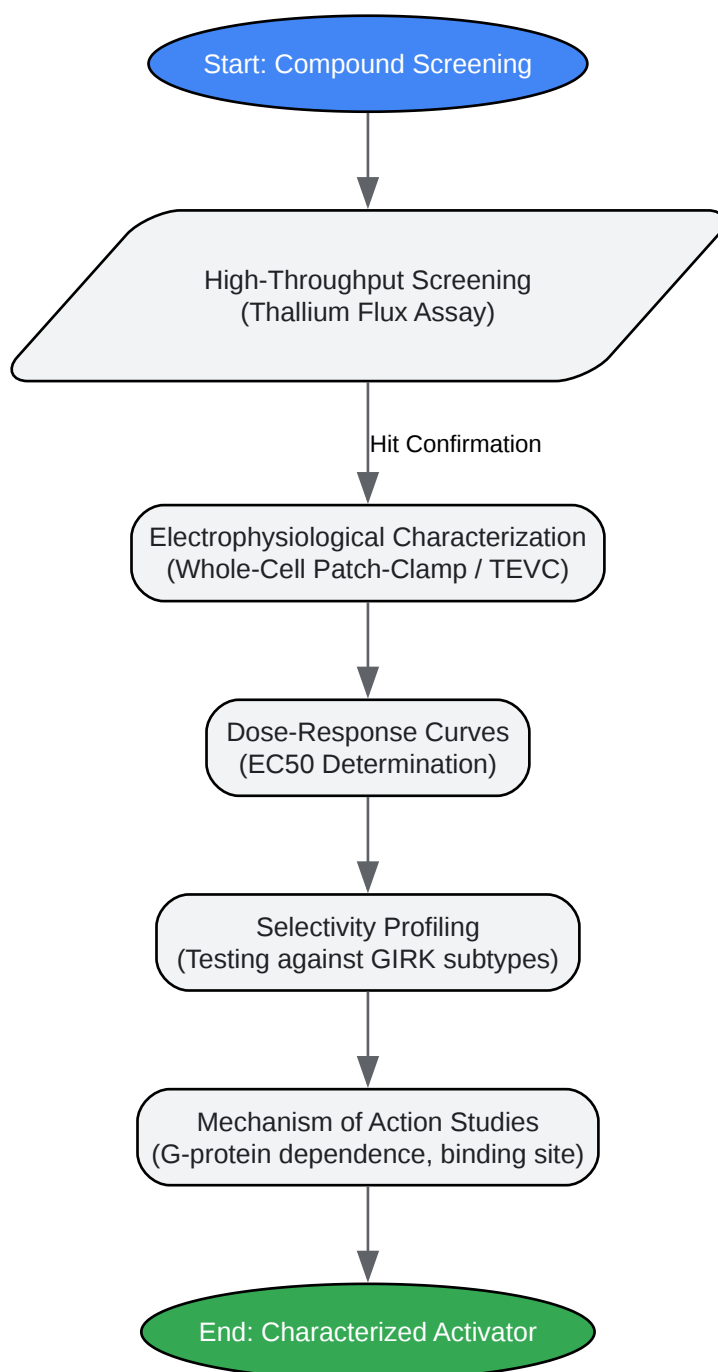 Start: Compound Screening
High-Throughput Screening
(Thallium Flux Assay)
Hit Confirmation
Electrophysiological Characterization
(Whole-Cell Patch-Clamp / TEVC)
Dose-Response Curves
(EC50 Determination)
Selectivity Profiling
(Testing against GIRK subtypes)
Mechanism of Action Studies
(G-protein dependence, binding site)
End: Characterized Activator